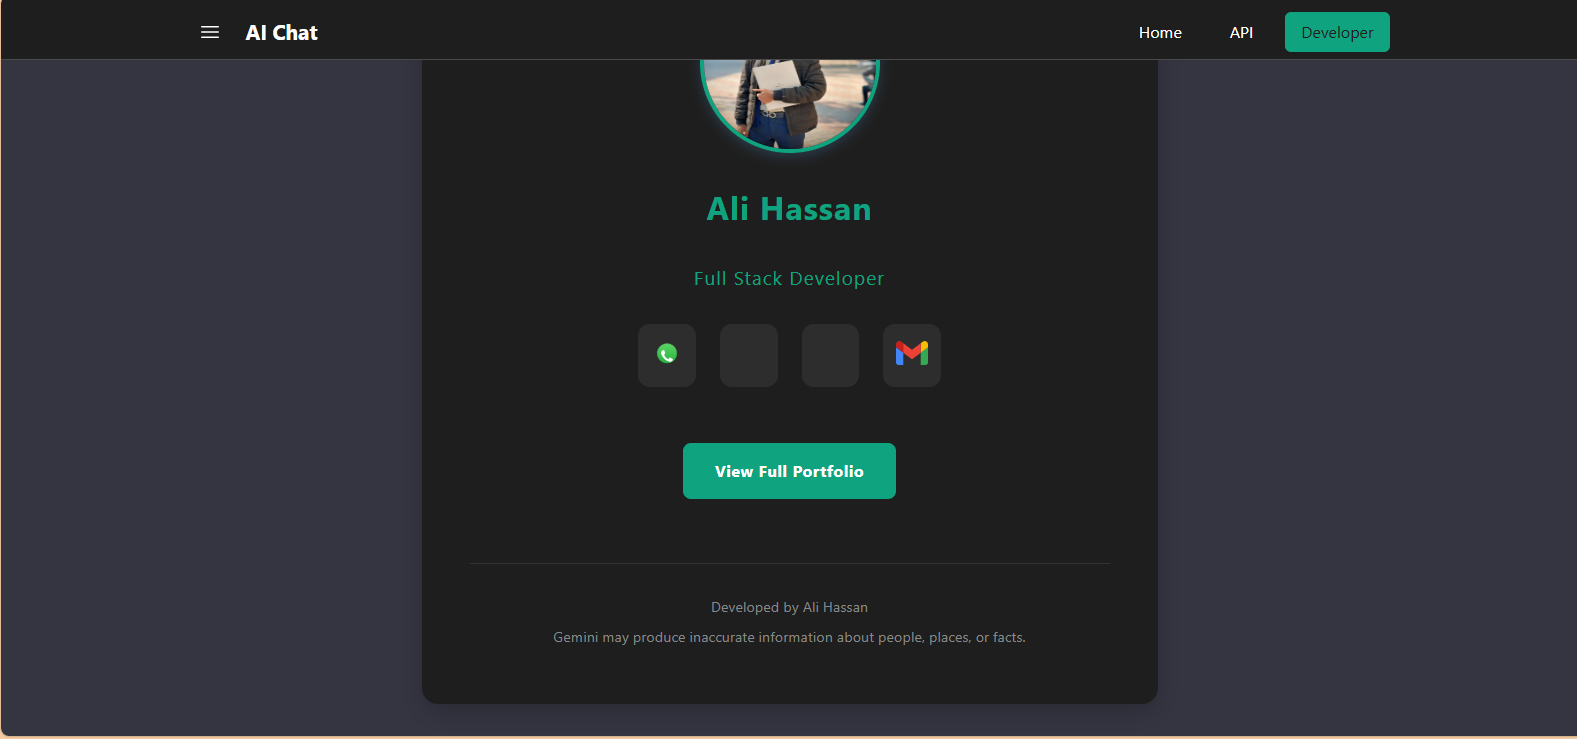 AI Chat
Home
API
Developer
Ali Hassan
Full Stack Developer
View Full Portfolio
Developed by Ali Hassan
Gemini may produce inaccurate information about people, places, or facts.